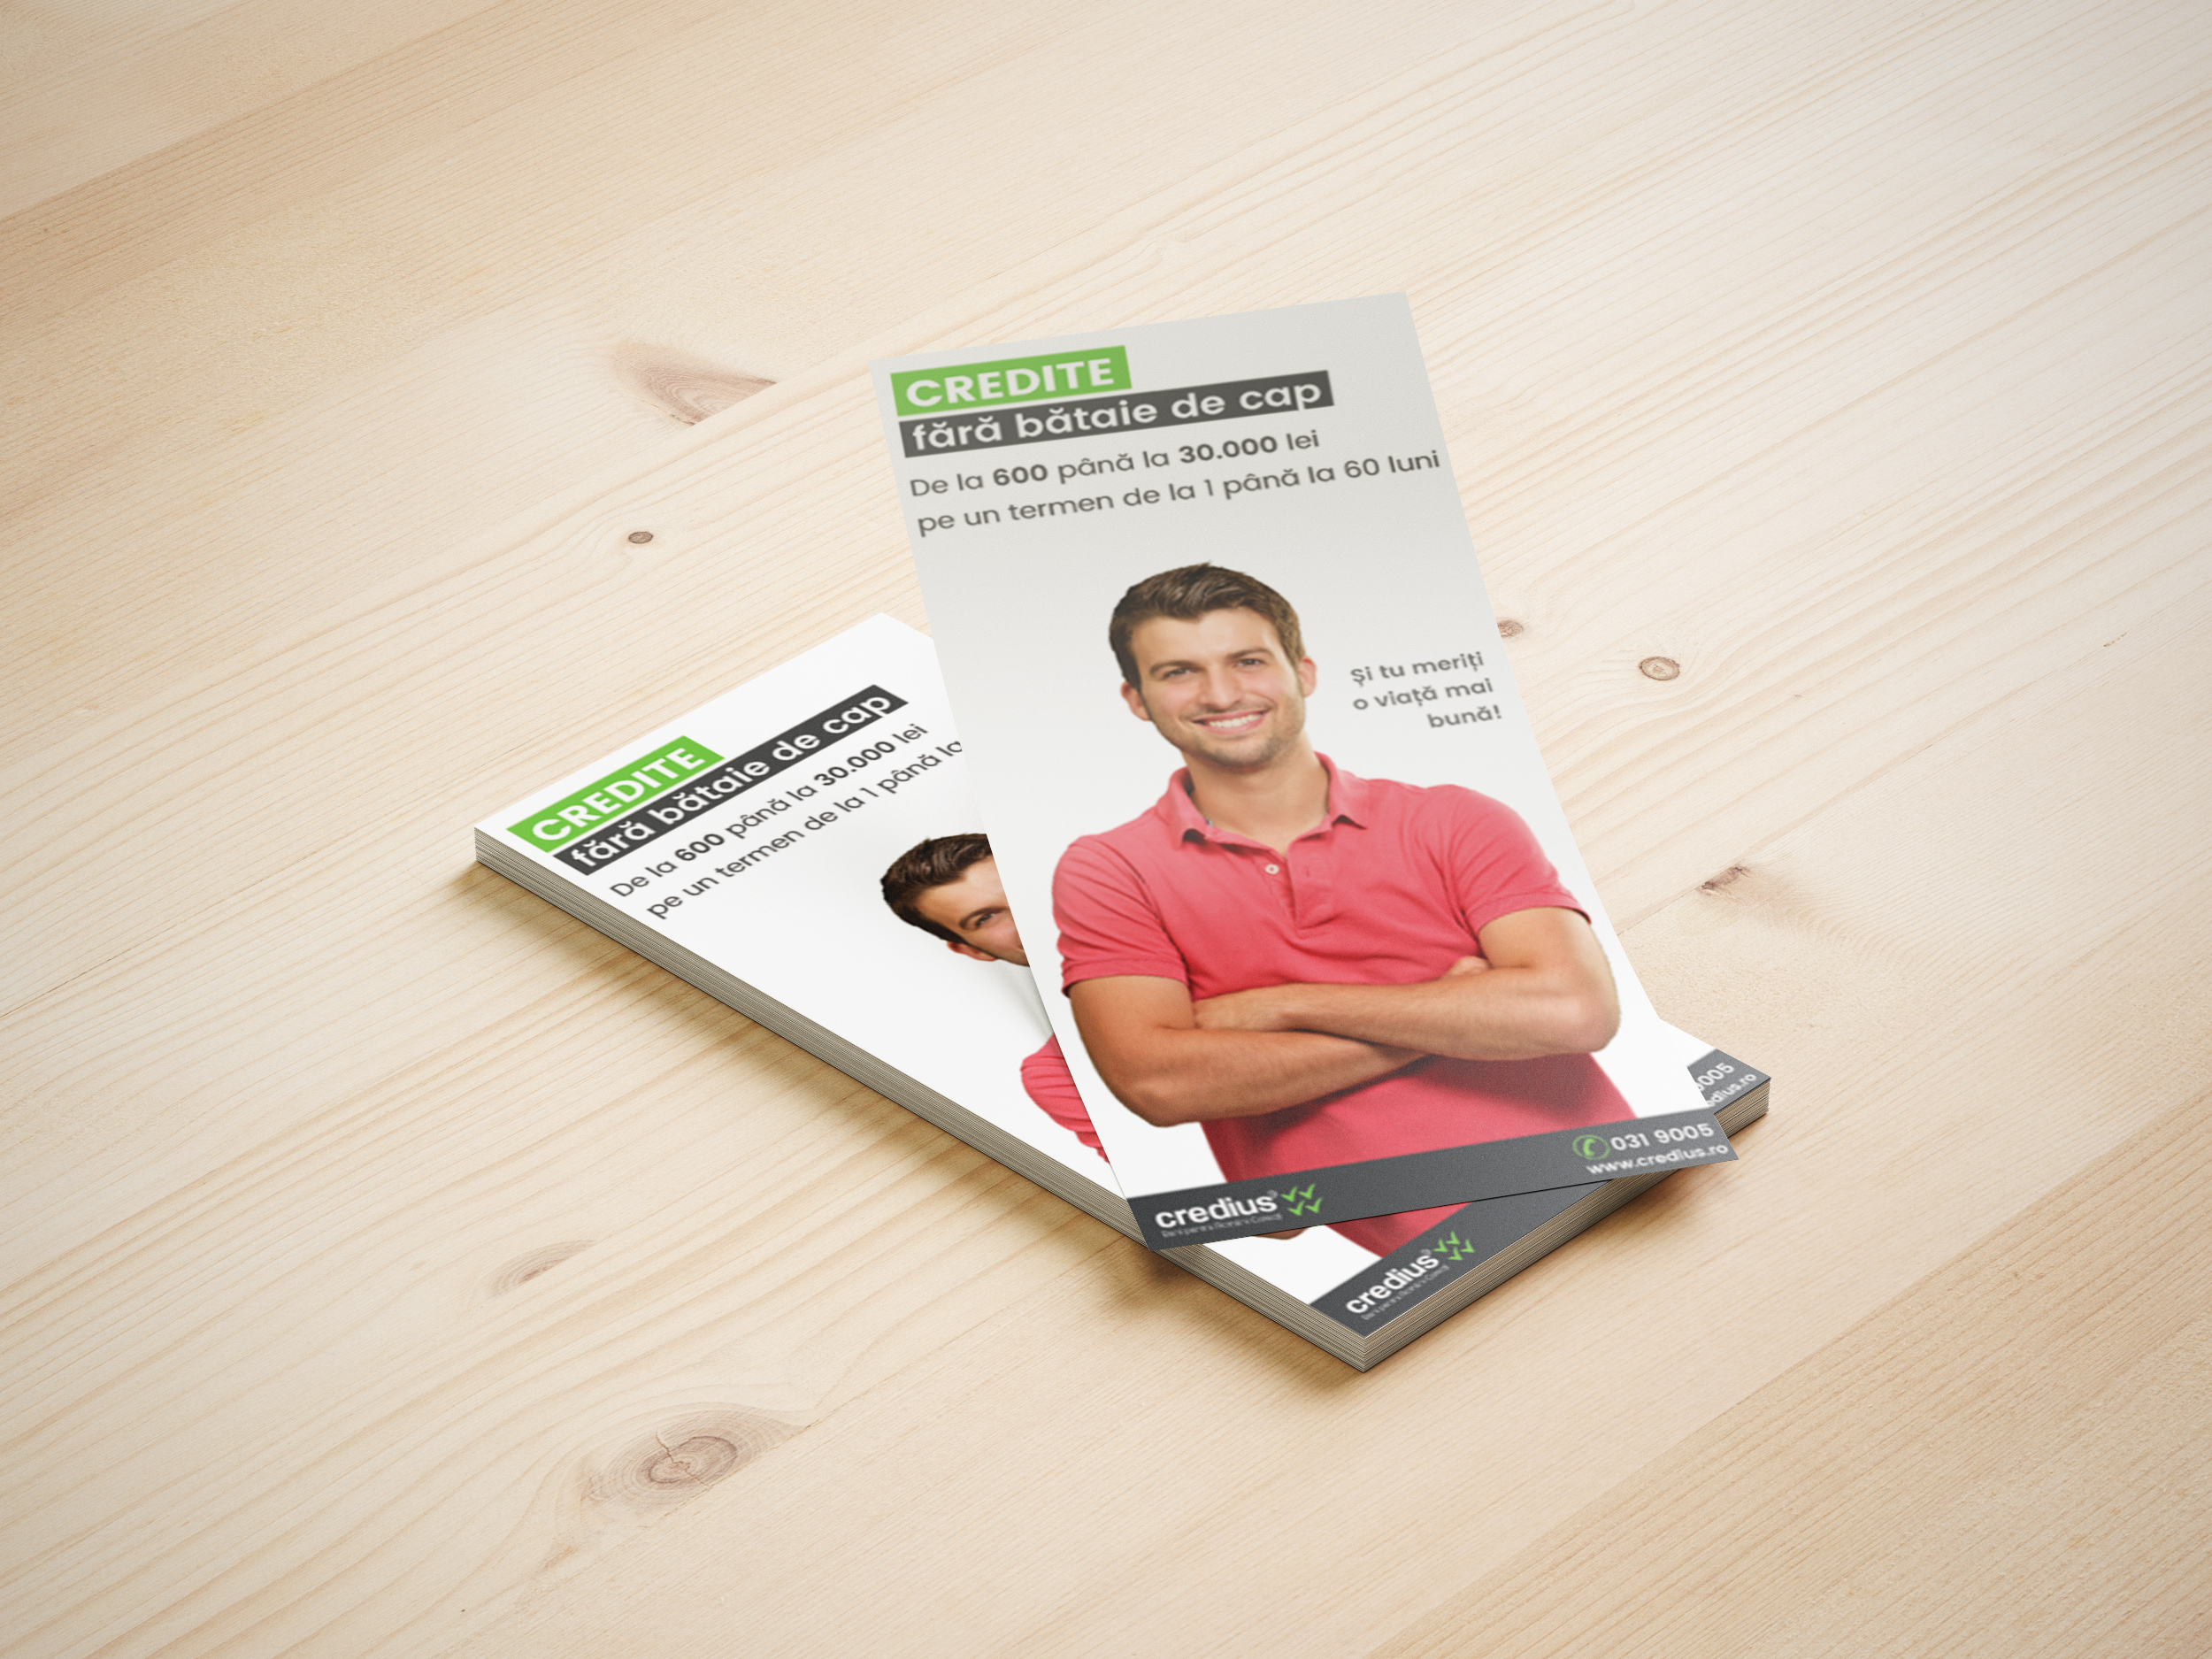 CREDITE
fără bătaie de cap
De la 600 până la 30.000 lei
pe un termen de la 1 până la 60 luni
Și tu meriți
o viață mai
bună!
031 9005
www.credius.ro
credius®
CREDITE
fără bătaie de cap
De la 600 până la 30.000 lei
pe un termen de la 1 până la
credius®